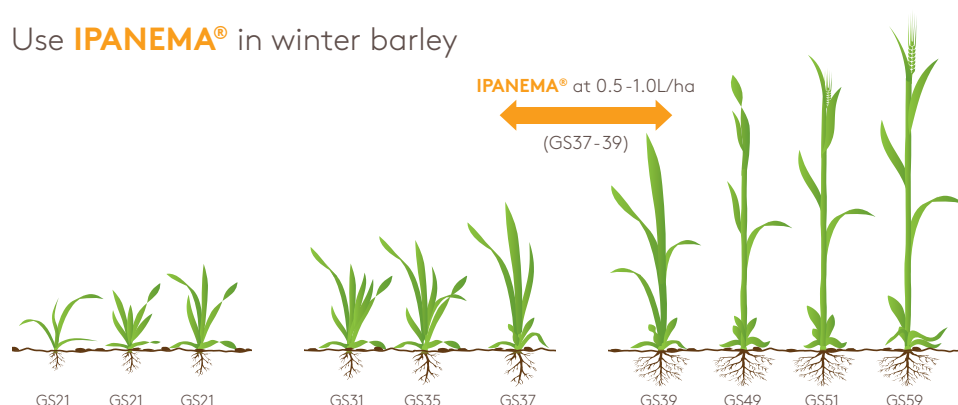 Use IPANEMA® in winter barley
IPANEMA® at 0.5-1.0L/ha
(GS37-39)
GS21 GS21 GS21 GS31 GS35 GS37 GS39 GS49 GS51 GS59